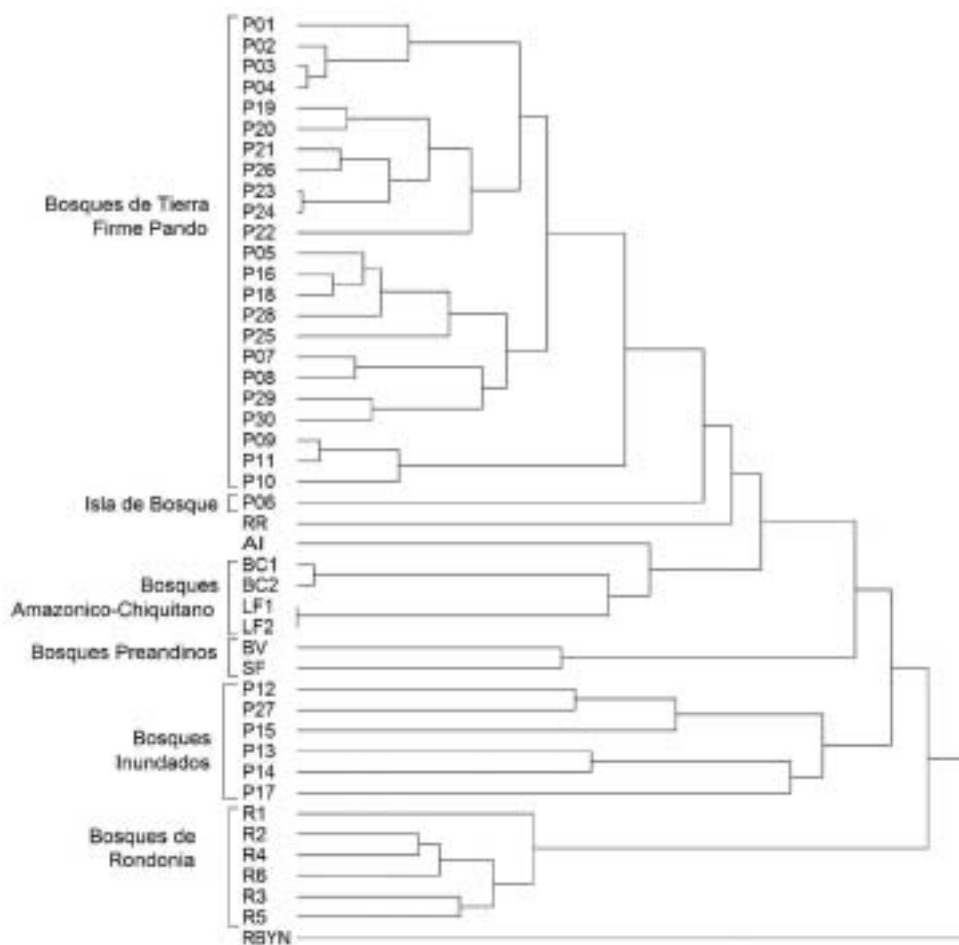 P01
P02
P03
P04
P19
P20
P21
P26
P23
P24
Bosques de Tierra
Firme Pando
P22
P05
P16
P18
P28
P25
P07
P08
P29
P30
P09
P11
P10
Isla de Bosque
P06
RR
AI
BC1
Bosques
Amazonico-Chiquitano
BC2
LF1
LF2
Bosques Preandinos
BV
SF
P12
P27
P15
Bosques
Inundados
P13
P14
P17
R1
R2
Bosques de
Rondonia
R4
R6
R3
R5
RBYN